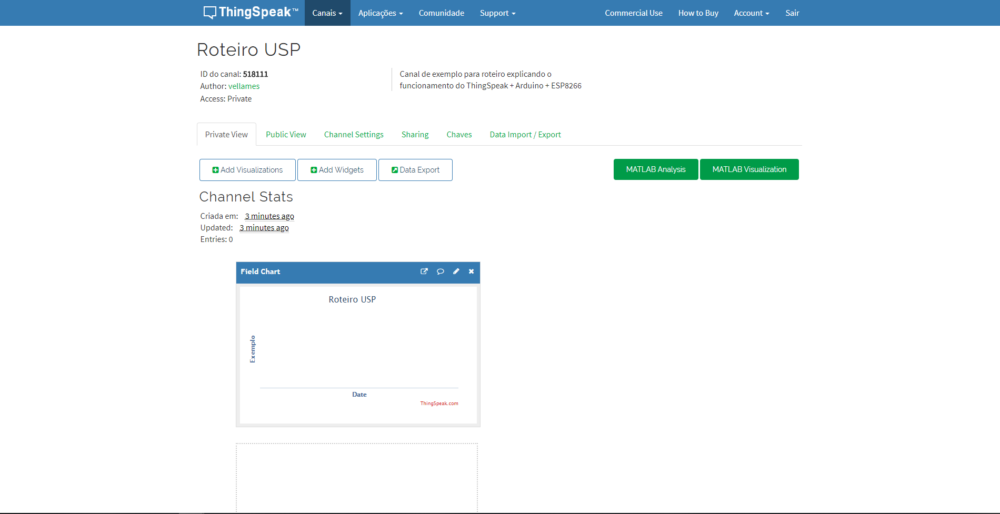 ThingSpeak™ Canais Aplicações Comunidade Support Commercial Use How to Buy Account Sair
Roteiro USP
ID do canal: 518111
Author: vellames
Access: Private
Canal de exemplo para roteiro explicando o
funcionamento do ThingSpeak + Arduino + ESP8266
Private View Public View Channel Settings Sharing Chaves Data Import / Export
Add Visualizations Add Widgets Data Export MATLAB Analysis MATLAB Visualization
Channel Stats
Criada em: 3 minutes ago
Updated: 3 minutes ago
Entries: 0
Field Chart
Roteiro USP
Exemplo
Date
ThingSpeak.com